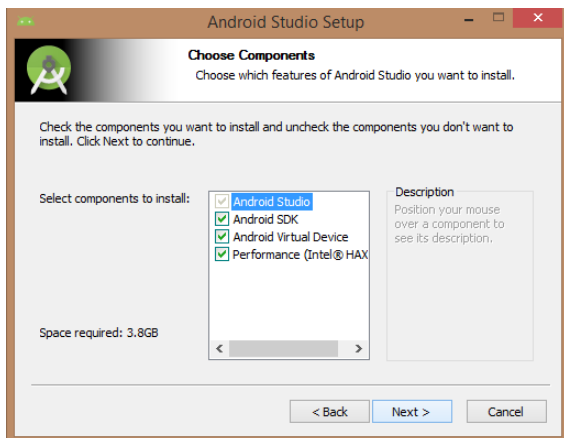 Android Studio Setup
Choose Components
Choose which features of Android Studio you want to install.
Check the components you want to install and uncheck the components you don't want to
install. Click Next to continue.
Select components to install:
Android Studio
Android SDK
Android Virtual Device
Performance (Intel® HAX
Description
Position your mouse
over a component to
see its description.
Space required: 3.8GB
< Back
Next >
Cancel